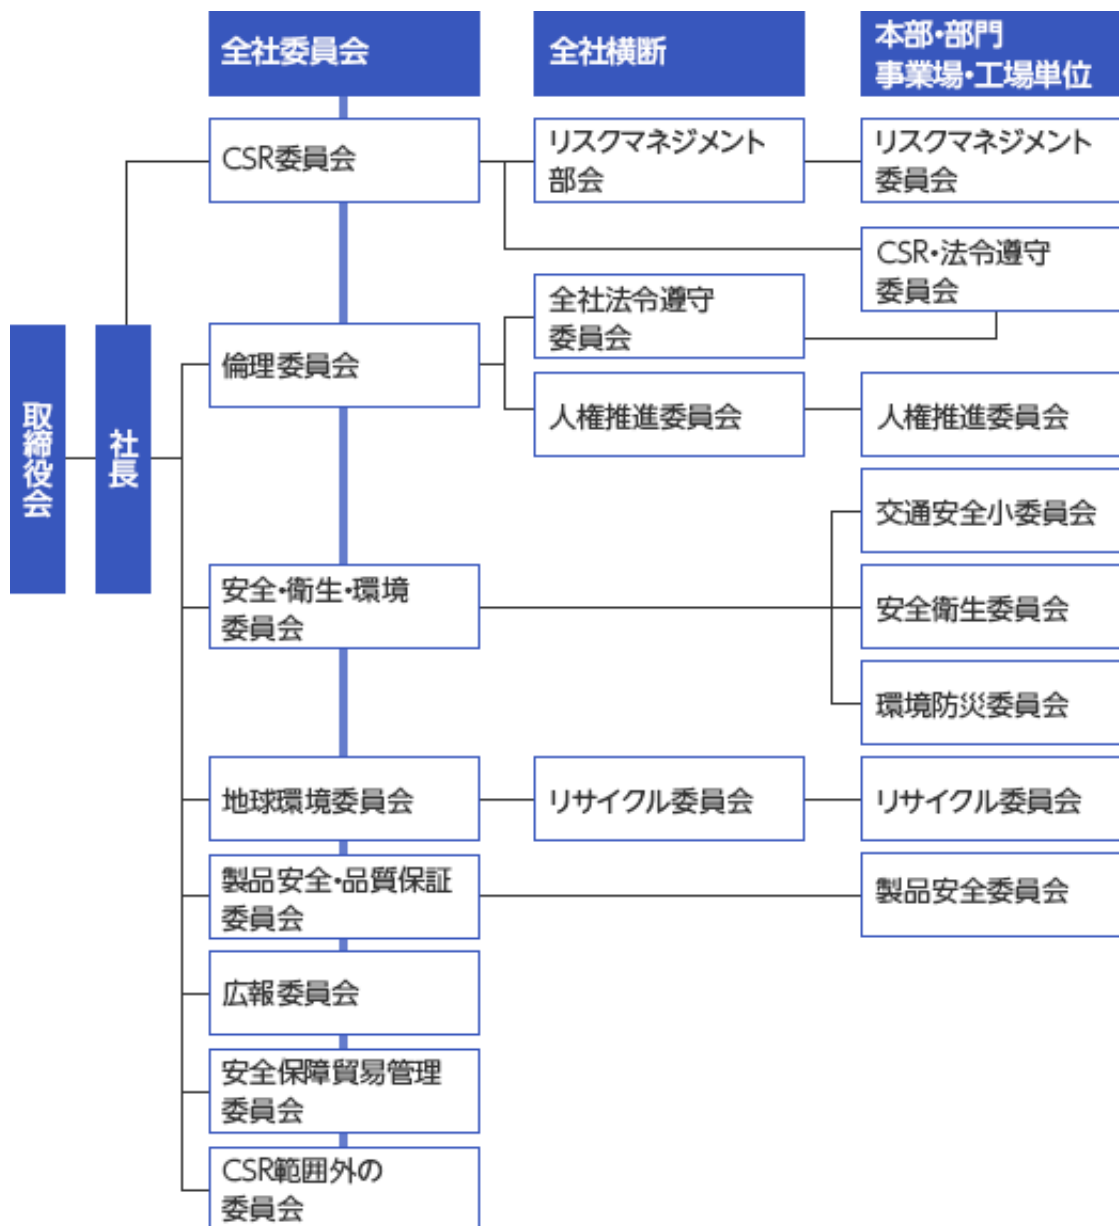 全社委員会
全社横断
本部・部門
事業場・工場単位
CSR委員会
リスクマネジメント
部会
リスクマネジメント
委員会
CSR・法令遵守
委員会
全社法令遵守
委員会
倫理委員会
人権推進委員会
人権推進委員会
取締役会
社長
交通安全小委員会
安全・衛生・環境
委員会
安全衛生委員会
環境防災委員会
地球環境委員会
リサイクル委員会
リサイクル委員会
製品安全・品質保証
委員会
製品安全委員会
広報委員会
安全保障貿易管理
委員会
CSR範囲外の
委員会